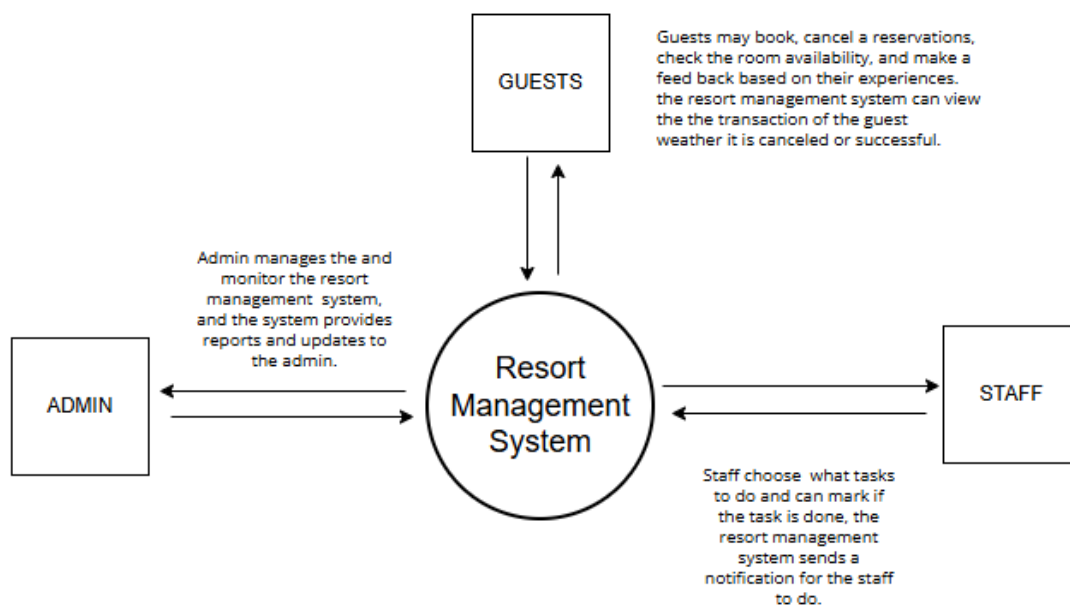 GUESTS
Guests may book, cancel a reservations,
check the room availability, and make a
feed back based on their experiences.
the resort management system can view
the the transaction of the guest
weather it is canceled or successful.
Admin manages the and
monitor the resort
management system,
and the system provides
reports and updates to
the admin.
ADMIN
Resort
Management
System
STAFF
Staff choose what tasks
to do and can mark if
the task is done, the
resort management
system sends a
notification for the staff
to do.